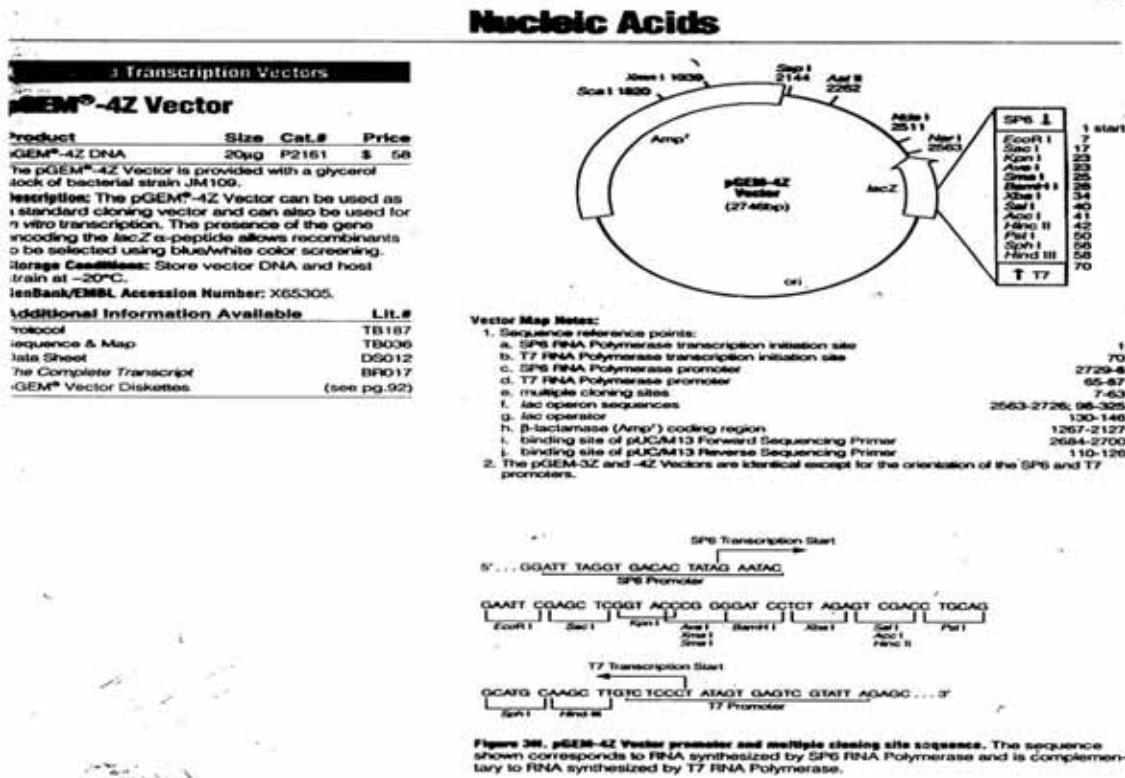 Nucleic Acids
Transcription Vectors
pGEM®-4Z Vector
Product Size Cat.# Price
pGEM®-4Z DNA 20µg P2161 $ 58
The pGEM®-4Z Vector is provided with a glycerol
stock of bacterial strain JM109.
Description: The pGEM®-4Z Vector can be used as
a standard cloning vector and can also be used for
in vitro transcription. The presence of the gene
encoding the lacZ α-peptide allows recombinants
to be selected using blue/white color screening.
Storage Conditions: Store vector DNA and host
strain at –20°C.
GenBank/EMBL Accession Number: X65305.
Additional Information Available Lit.#
Protocol TB187
Sequence & Map TB036
Data Sheet DS012
The Complete Transcript BR017
pGEM® Vector Diskettes (see pg.92)
Xmn I 1939
Sca I 1820
Ssp I
2144
Aat II
2262
Nde I
2511
Nar I
2563
Ampʳ
pGEM-4Z
Vector
(2746bp)
lacZ
ori
SP6 ↓
1 start
EcoR I 7
Sac I 17
Kpn I 23
Ava I 23
Sma I 25
BamH I 26
Xba I 34
Sal I 40
Acc I 41
Hinc II 42
Pst I 50
Sph I 56
Hind III 58
70
↑ T7
Vector Map Notes:
1. Sequence reference points:
a. SP6 RNA Polymerase transcription initiation site 1
b. T7 RNA Polymerase transcription initiation site 70
c. SP6 RNA Polymerase promoter 2729-6
d. T7 RNA Polymerase promoter 65-87
e. multiple cloning sites 7-63
f. lac operon sequences 2563-2726; 96-325
g. lac operator 130-146
h. β-lactamase (Ampʳ) coding region 1267-2127
i. binding site of pUC/M13 Forward Sequencing Primer 2684-2700
j. binding site of pUC/M13 Reverse Sequencing Primer 110-126
2. The pGEM-3Z and -4Z Vectors are identical except for the orientation of the SP6 and T7
promoters.
SP6 Transcription Start
5' ... GGATT TAGGT GACAC TATAG AATAC
SP6 Promoter
GAATT CGAGC TCGGT ACCCG GGGAT CCTCT AGAGT CGACC TGCAG
EcoR I Sac I Kpn I Ava I BamH I Xba I Sal I Pst I
Xma I Acc I
Sma I Hinc II
T7 Transcription Start
GCATG CAAGC TTGTC TCCCT ATAGT GAGTC GTATT AGAGC ... 3'
Sph I Hind III T7 Promoter
Figure 3H. pGEM-4Z Vector promoter and multiple cloning site sequence. The sequence
shown corresponds to RNA synthesized by SP6 RNA Polymerase and is complemen-
tary to RNA synthesized by T7 RNA Polymerase.